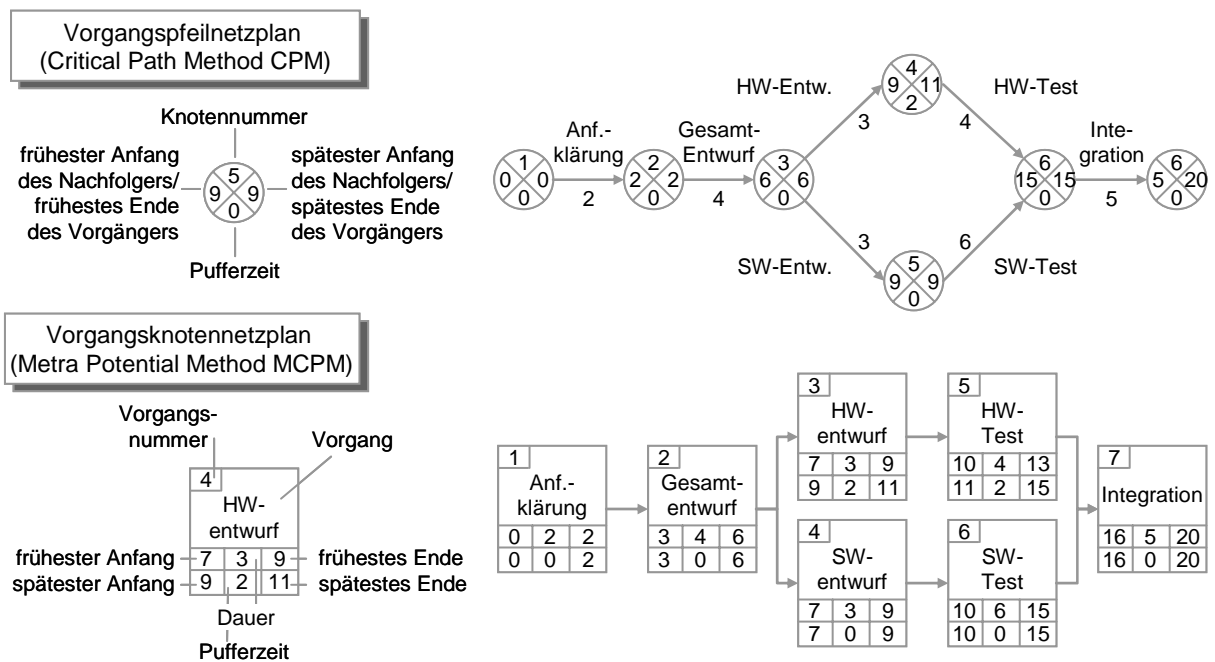 Vorgangspfeilnetzplan
(Critical Path Method CPM)
Knotennummer
frühester Anfang
des Nachfolgers/
frühestes Ende
des Vorgängers
5
9 9
0
spätester Anfang
des Nachfolgers/
spätestes Ende
des Vorgängers
Pufferzeit
1
0 0
0
Anf.-
klärung
2
2
2 2
0
Gesamt-
Entwurf
4
3
6 6
0
HW-Entw.
3
4
9 11
2
HW-Test
4
SW-Entw.
3
5
9 9
0
SW-Test
6
6
15 15
0
Inte-
gration
5
6
5 20
0
Vorgangsknotennetzplan
(Metra Potential Method MCPM)
Vorgangs-
nummer
Vorgang
4
HW-
entwurf
frühester Anfang
7 3 9
frühestes Ende
spätester Anfang
9 2 11
spätestes Ende
Dauer
Pufferzeit
1
Anf.-
klärung
0 2 2
0 0 2
2
Gesamt-
entwurf
3 4 6
3 0 6
3
HW-
entwurf
7 3 9
9 2 11
5
HW-
Test
10 4 13
11 2 15
4
SW-
entwurf
7 3 9
7 0 9
6
SW-
Test
10 6 15
10 0 15
7
Integration
16 5 20
16 0 20